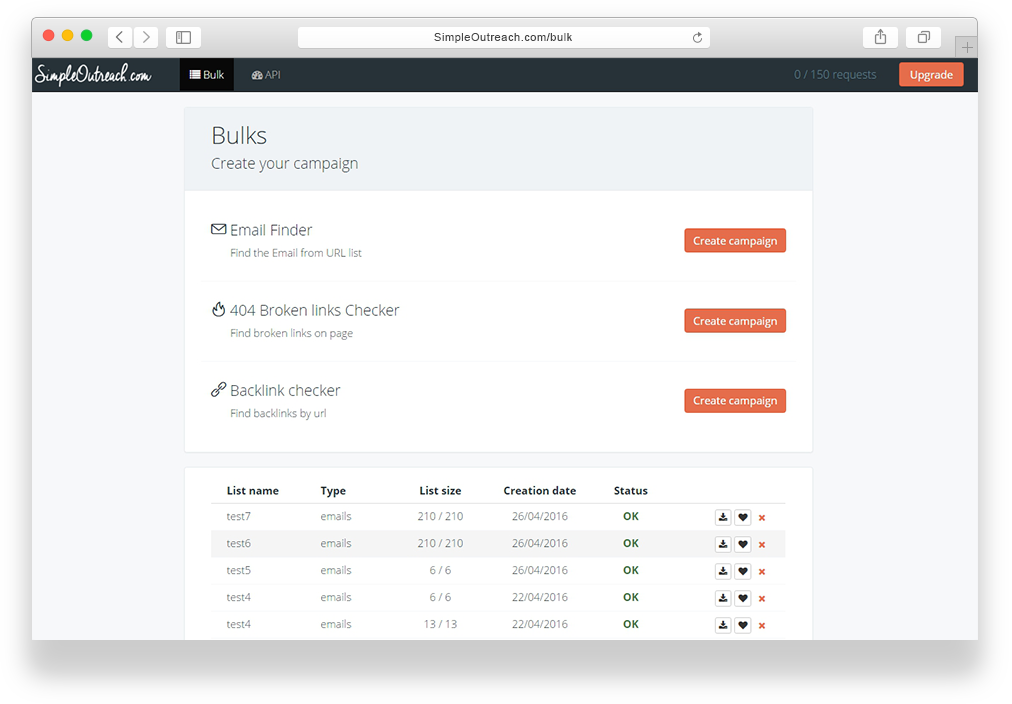 SimpleOutreach.com/bulk
SimpleOutreach.com Bulk API 0 / 150 requests Upgrade
Bulks
Create your campaign
Email Finder Create campaign
Find the Email from URL list
404 Broken links Checker Create campaign
Find broken links on page
Backlink checker Create campaign
Find backlinks by url
List name Type List size Creation date Status
test7 emails 210 / 210 26/04/2016 OK
test6 emails 210 / 210 26/04/2016 OK
test5 emails 6 / 6 26/04/2016 OK
test4 emails 6 / 6 22/04/2016 OK
test4 emails 13 / 13 22/04/2016 OK